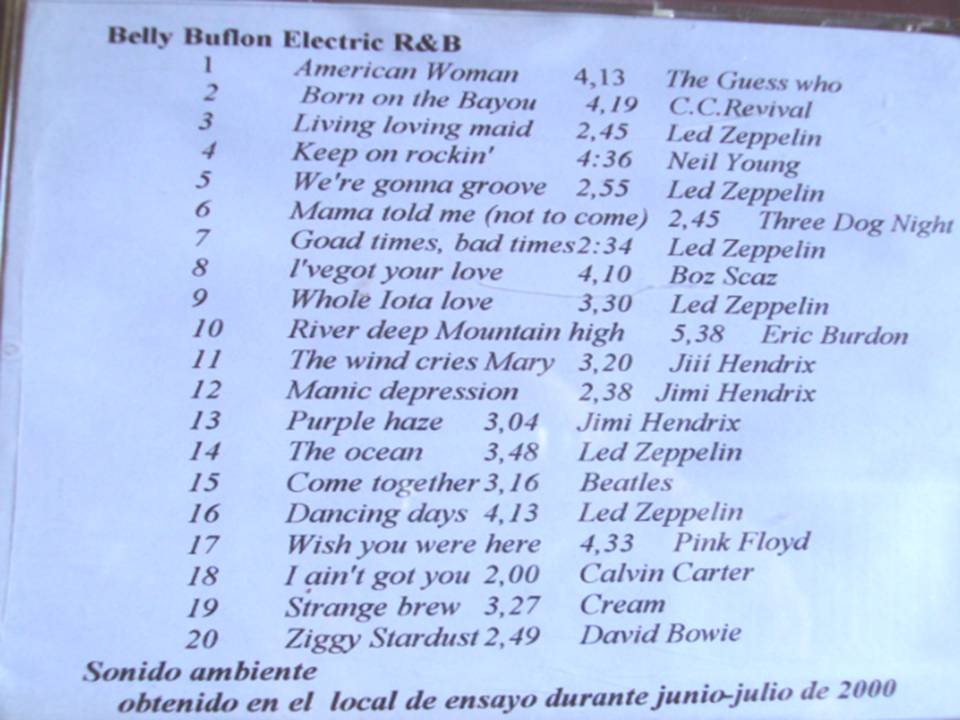 Belly Buflon Electric R&B
1 American Woman 4,13 The Guess who
2 Born on the Bayou 4,19 C.C.Revival
3 Living loving maid 2,45 Led Zeppelin
4 Keep on rockin' 4:36 Neil Young
5 We're gonna groove 2,55 Led Zeppelin
6 Mama told me (not to come) 2,45 Three Dog Night
7 Goad times, bad times2:34 Led Zeppelin
8 I'vegot your love 4,10 Boz Scaz
9 Whole Iota love 3,30 Led Zeppelin
10 River deep Mountain high 5,38 Eric Burdon
11 The wind cries Mary 3,20 Jiií Hendrix
12 Manic depression 2,38 Jimi Hendrix
13 Purple haze 3,04 Jimi Hendrix
14 The ocean 3,48 Led Zeppelin
15 Come together 3,16 Beatles
16 Dancing days 4,13 Led Zeppelin
17 Wish you were here 4,33 Pink Floyd
18 I ain't got you 2,00 Calvin Carter
19 Strange brew 3,27 Cream
20 Ziggy Stardust 2,49 David Bowie
Sonido ambiente
obtenido en el local de ensayo durante junio-julio de 2000